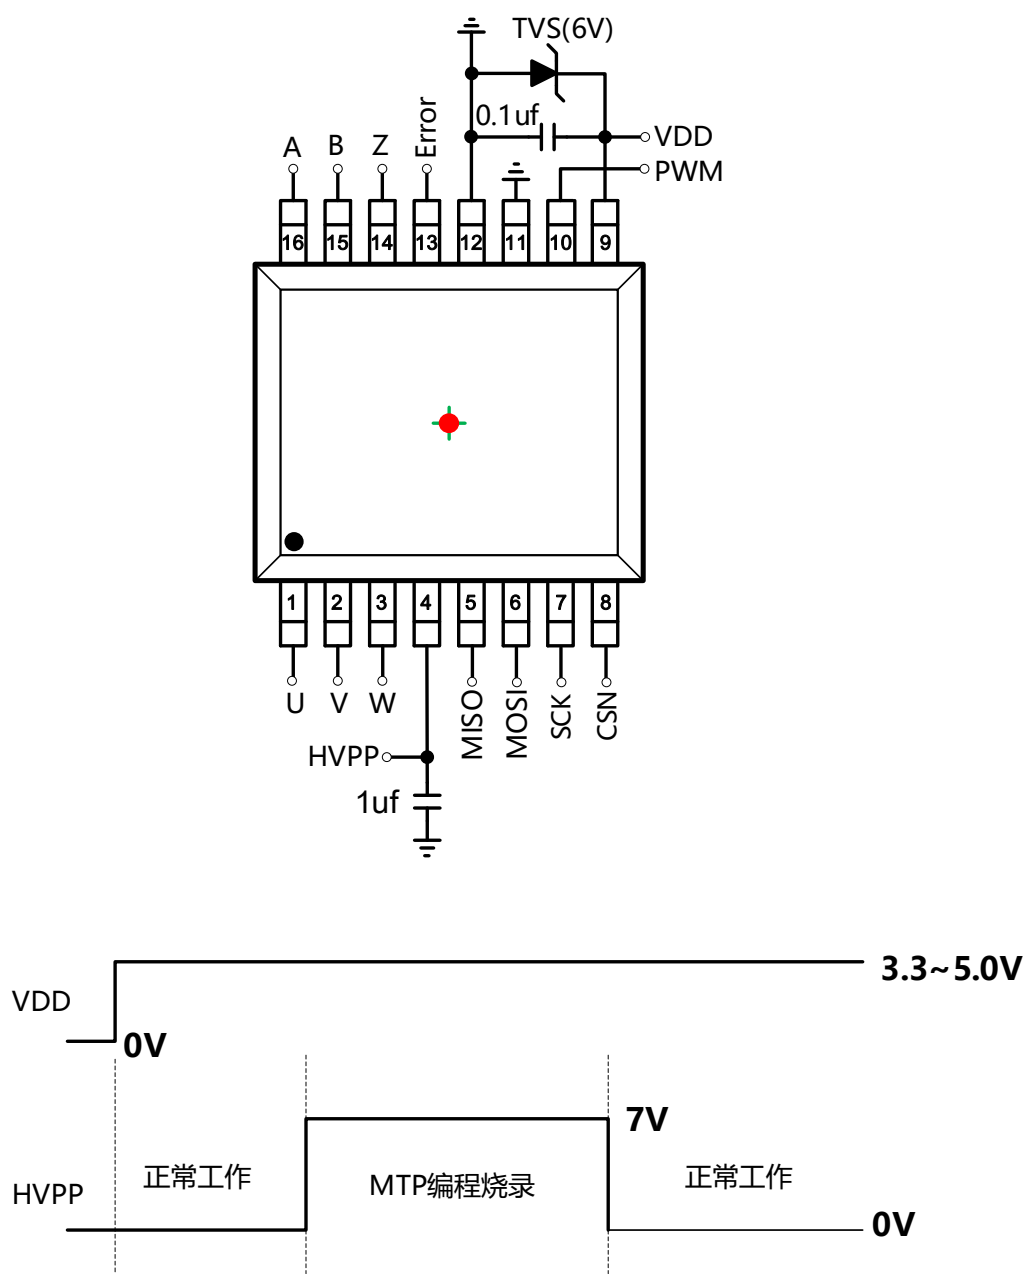 TVS(6V)
0.1uf
VDD
PWM
A B Z Error
16 15 14 13 12 11 10 9
1 2 3 4 5 6 7 8
U V W MISO MOSI SCK CSN
HVPP
1uf
3.3~5.0V
VDD
0V
7V
正常工作 MTP编程烧录 正常工作
HVPP
0V